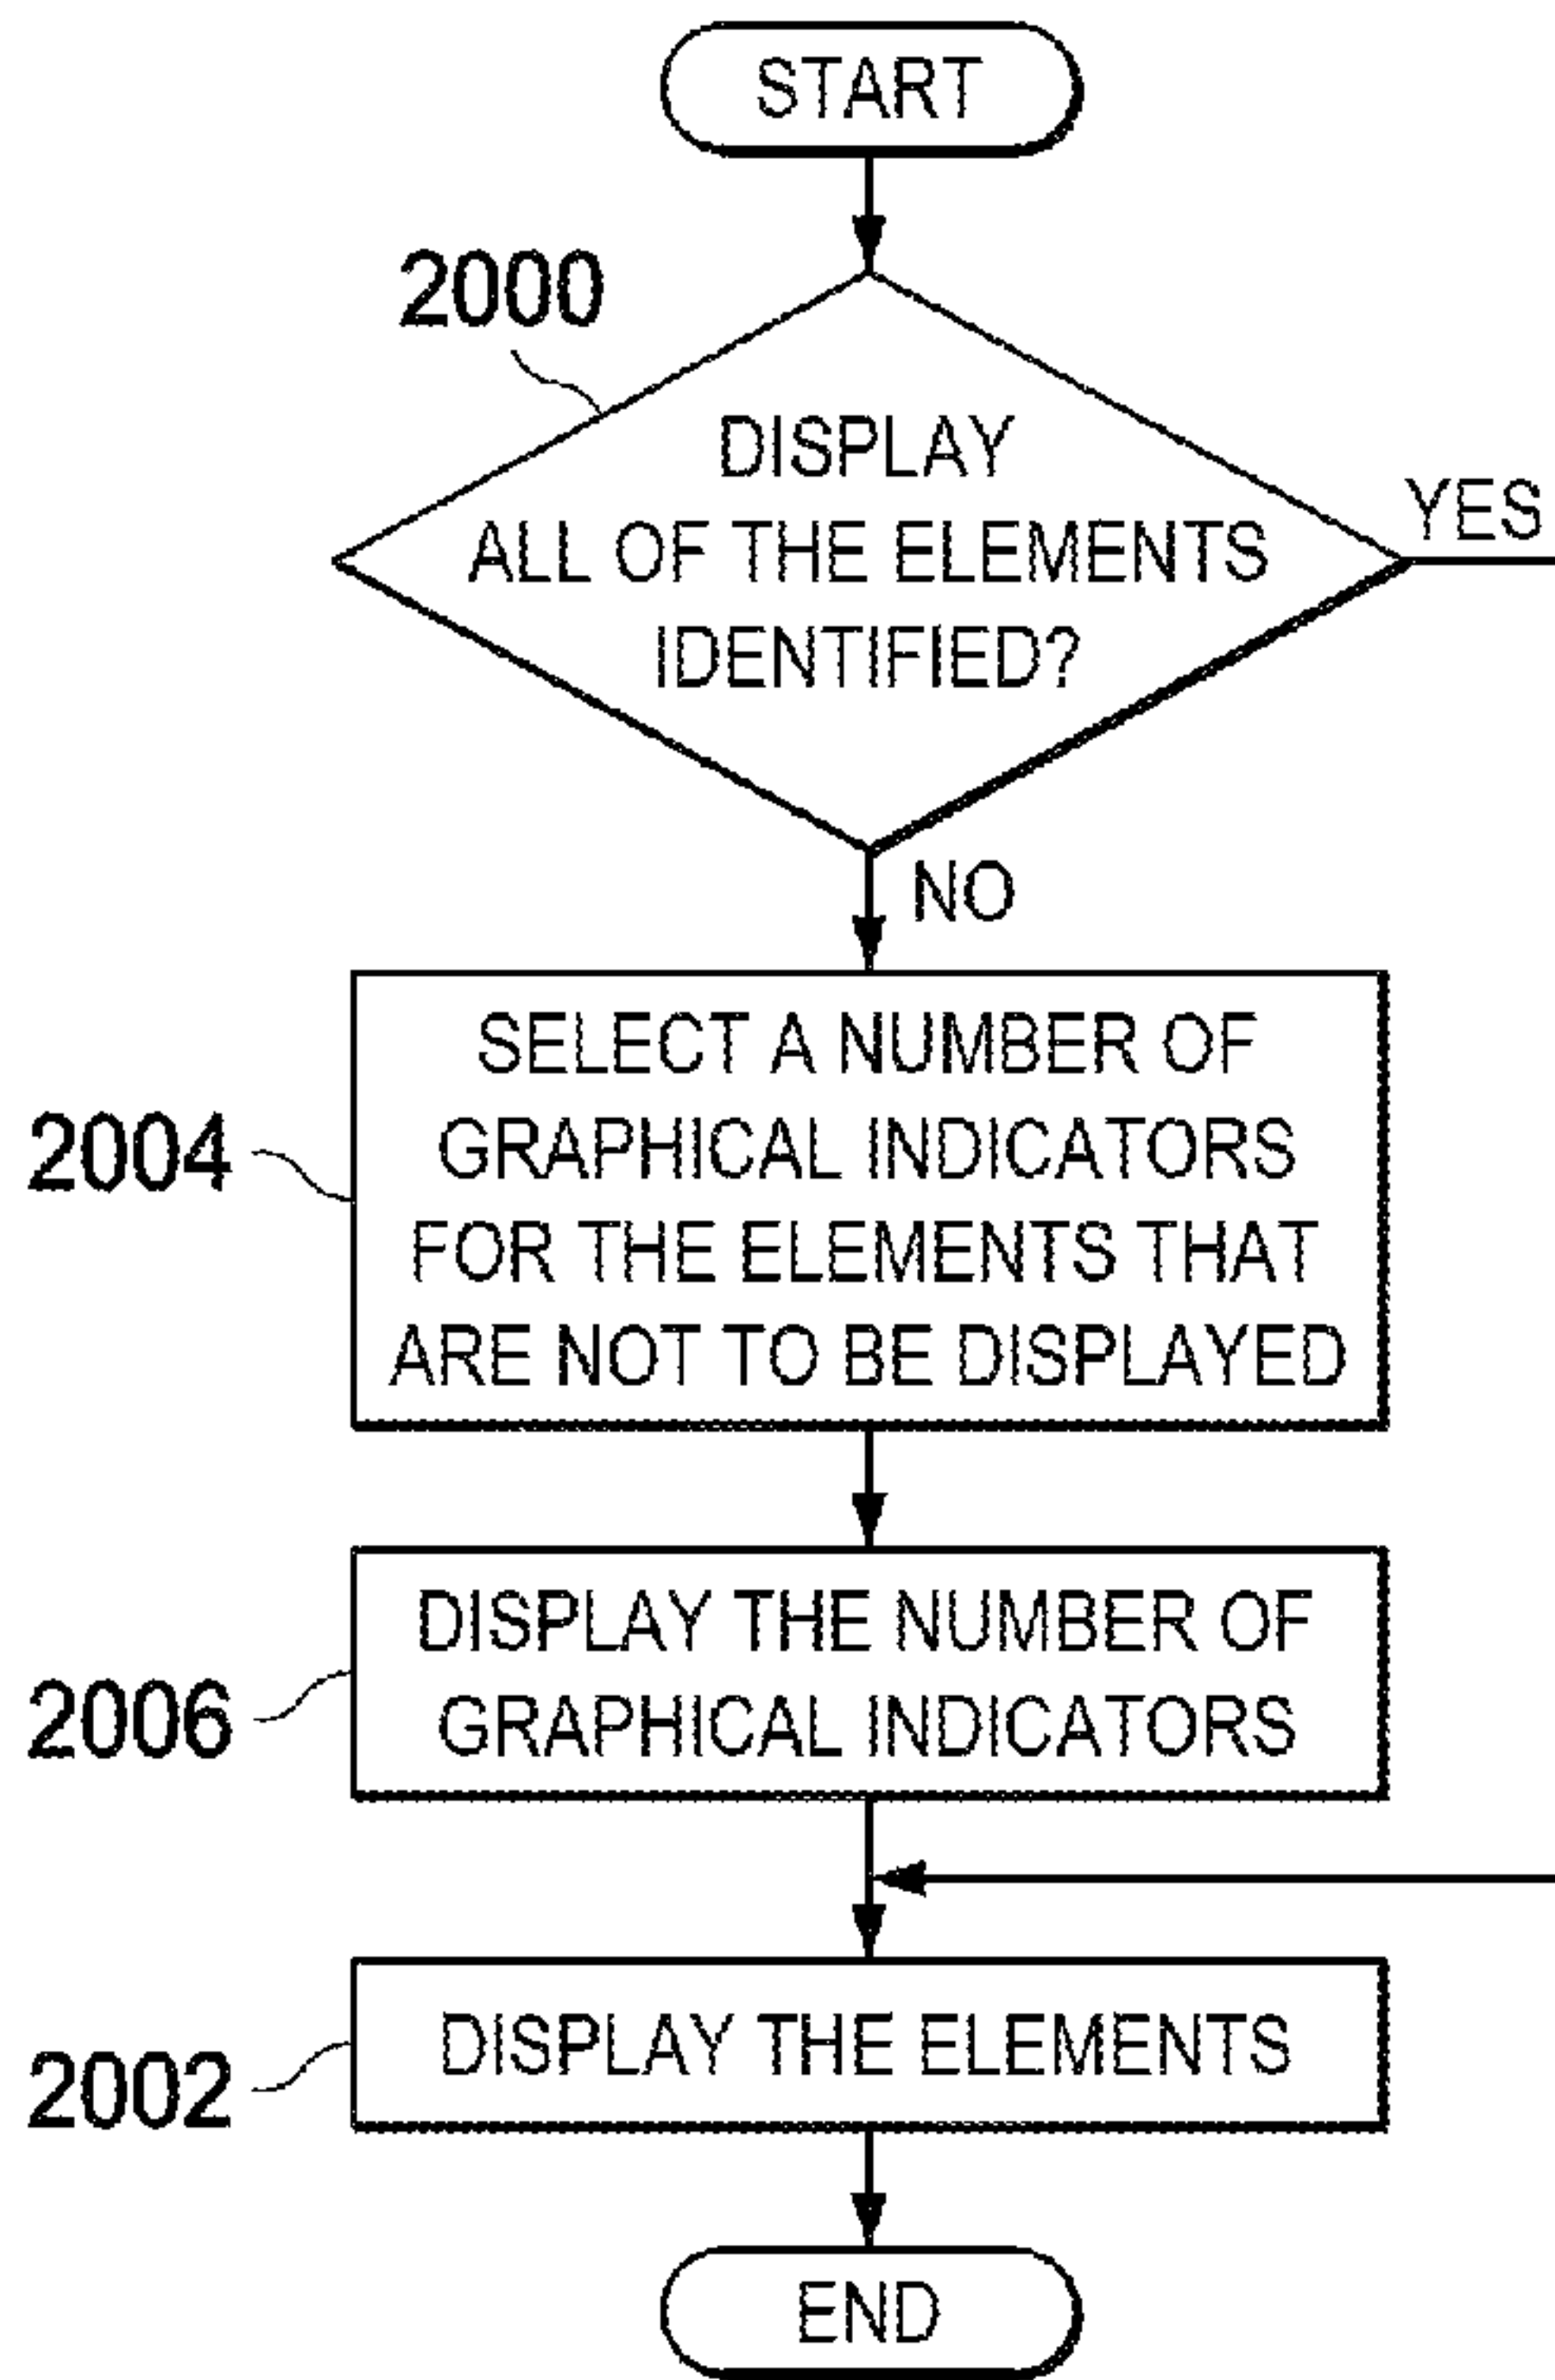 START
2000
DISPLAY
ALL OF THE ELEMENTS
IDENTIFIED?
YES
NO
2004
SELECT A NUMBER OF
GRAPHICAL INDICATORS
FOR THE ELEMENTS THAT
ARE NOT TO BE DISPLAYED
2006
DISPLAY THE NUMBER OF
GRAPHICAL INDICATORS
2002
DISPLAY THE ELEMENTS
END